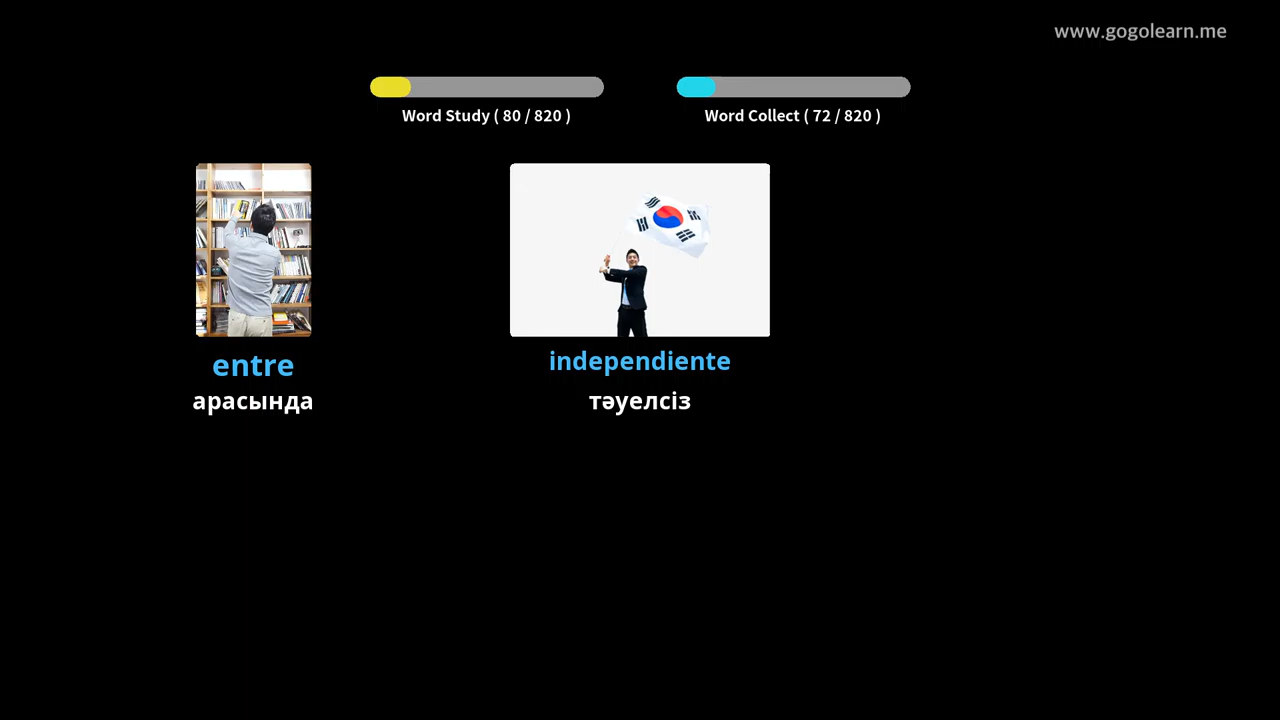 www.gogolearn.me
Word Study ( 80 / 820 )
Word Collect ( 72 / 820 )
entre
арасында
independiente
тәуелсіз